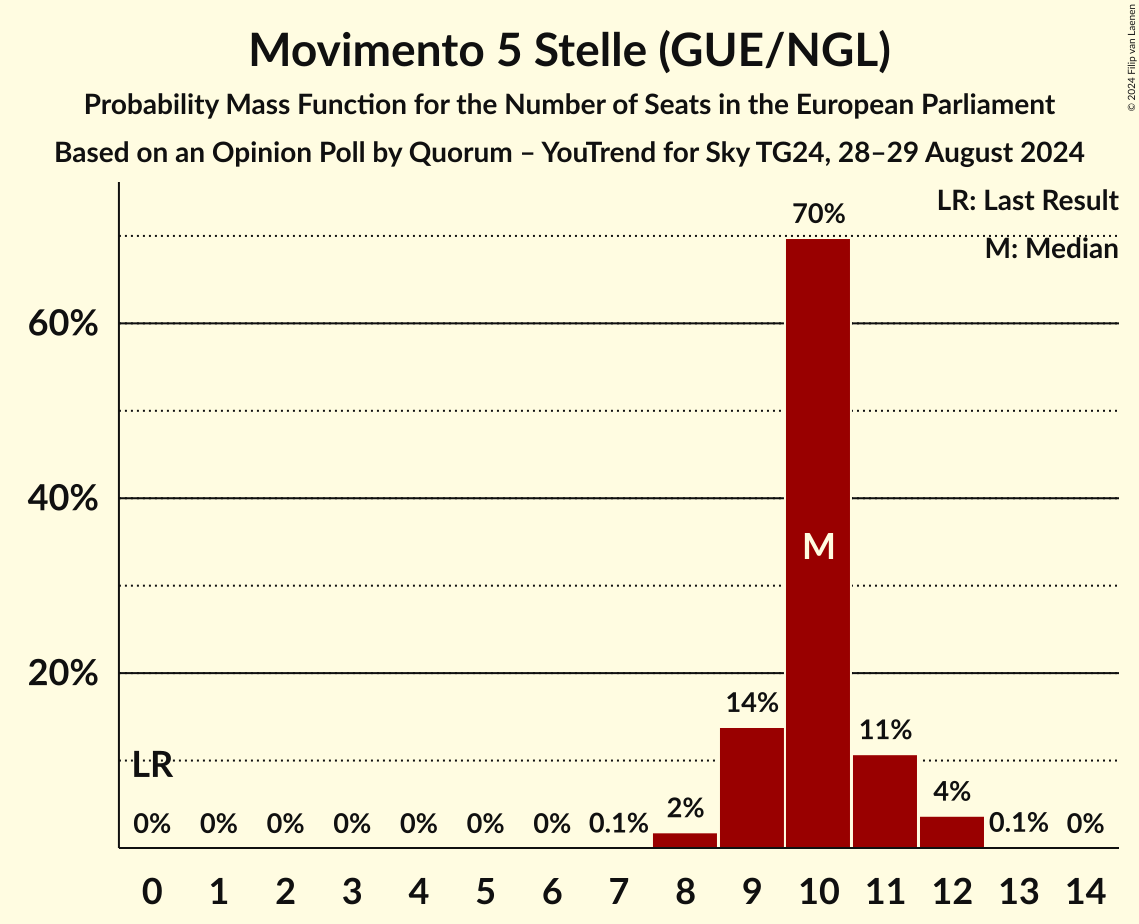 Movimento 5 Stelle (GUE/NGL)
Probability Mass Function for the Number of Seats in the European Parliament
Based on an Opinion Poll by Quorum – YouTrend for Sky TG24, 28–29 August 2024
© 2024 Filip van Laenen
LR: Last Result
M: Median
70%
60%
40%
M
20%
14%
11%
LR
4%
2%
0% 0% 0% 0% 0% 0% 0% 0.1% 0.1% 0%
0 1 2 3 4 5 6 7 8 9 10 11 12 13 14